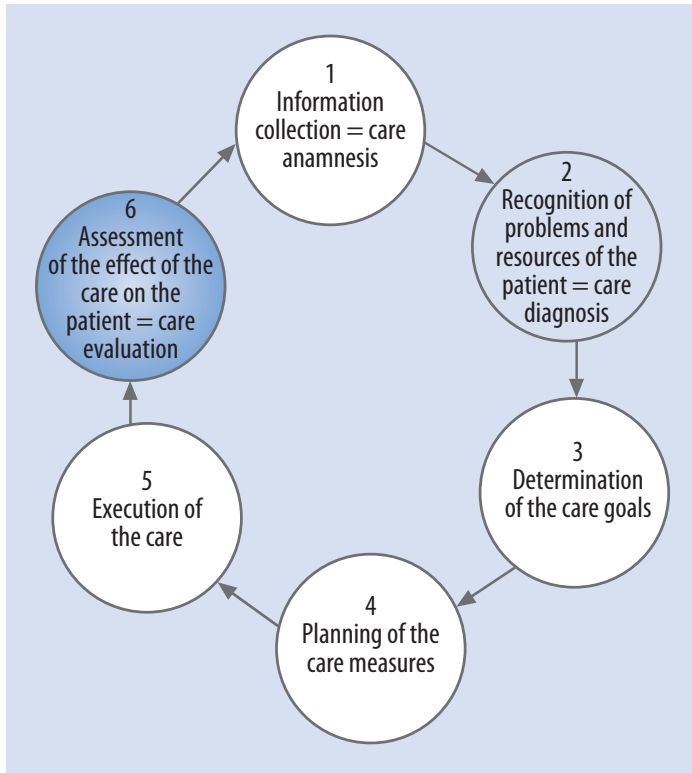 1
Information
collection = care
anamnesis
2
Recognition of
problems and
resources of the
patient = care
diagnosis
3
Determination
of the care goals
4
Planning of the
care measures
5
Execution of
the care
6
Assessment
of the effect of the
care on the
patient = care
evaluation